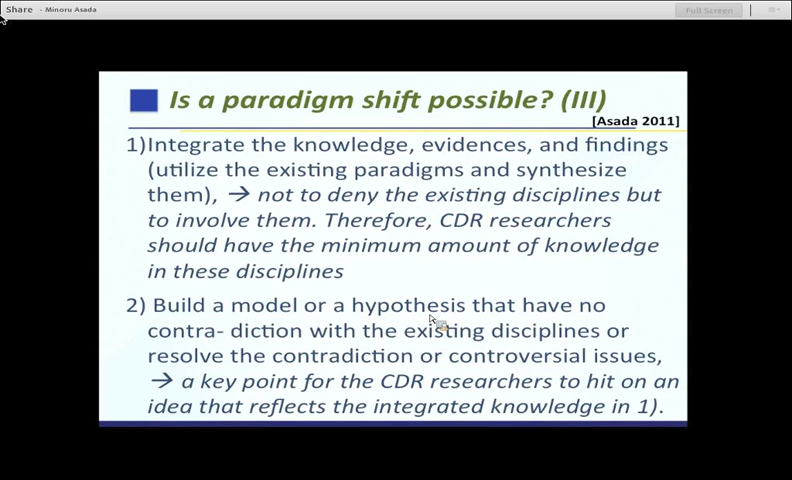 Share - Minoru Asada
Full Screen
Is a paradigm shift possible? (III)
[Asada 2011]
1)Integrate the knowledge, evidences, and findings
(utilize the existing paradigms and synthesize
them), → not to deny the existing disciplines but
to involve them. Therefore, CDR researchers
should have the minimum amount of knowledge
in these disciplines
2) Build a model or a hypothesis that have no
contra- diction with the existing disciplines or
resolve the contradiction or controversial issues,
→ a key point for the CDR researchers to hit on an
idea that reflects the integrated knowledge in 1).